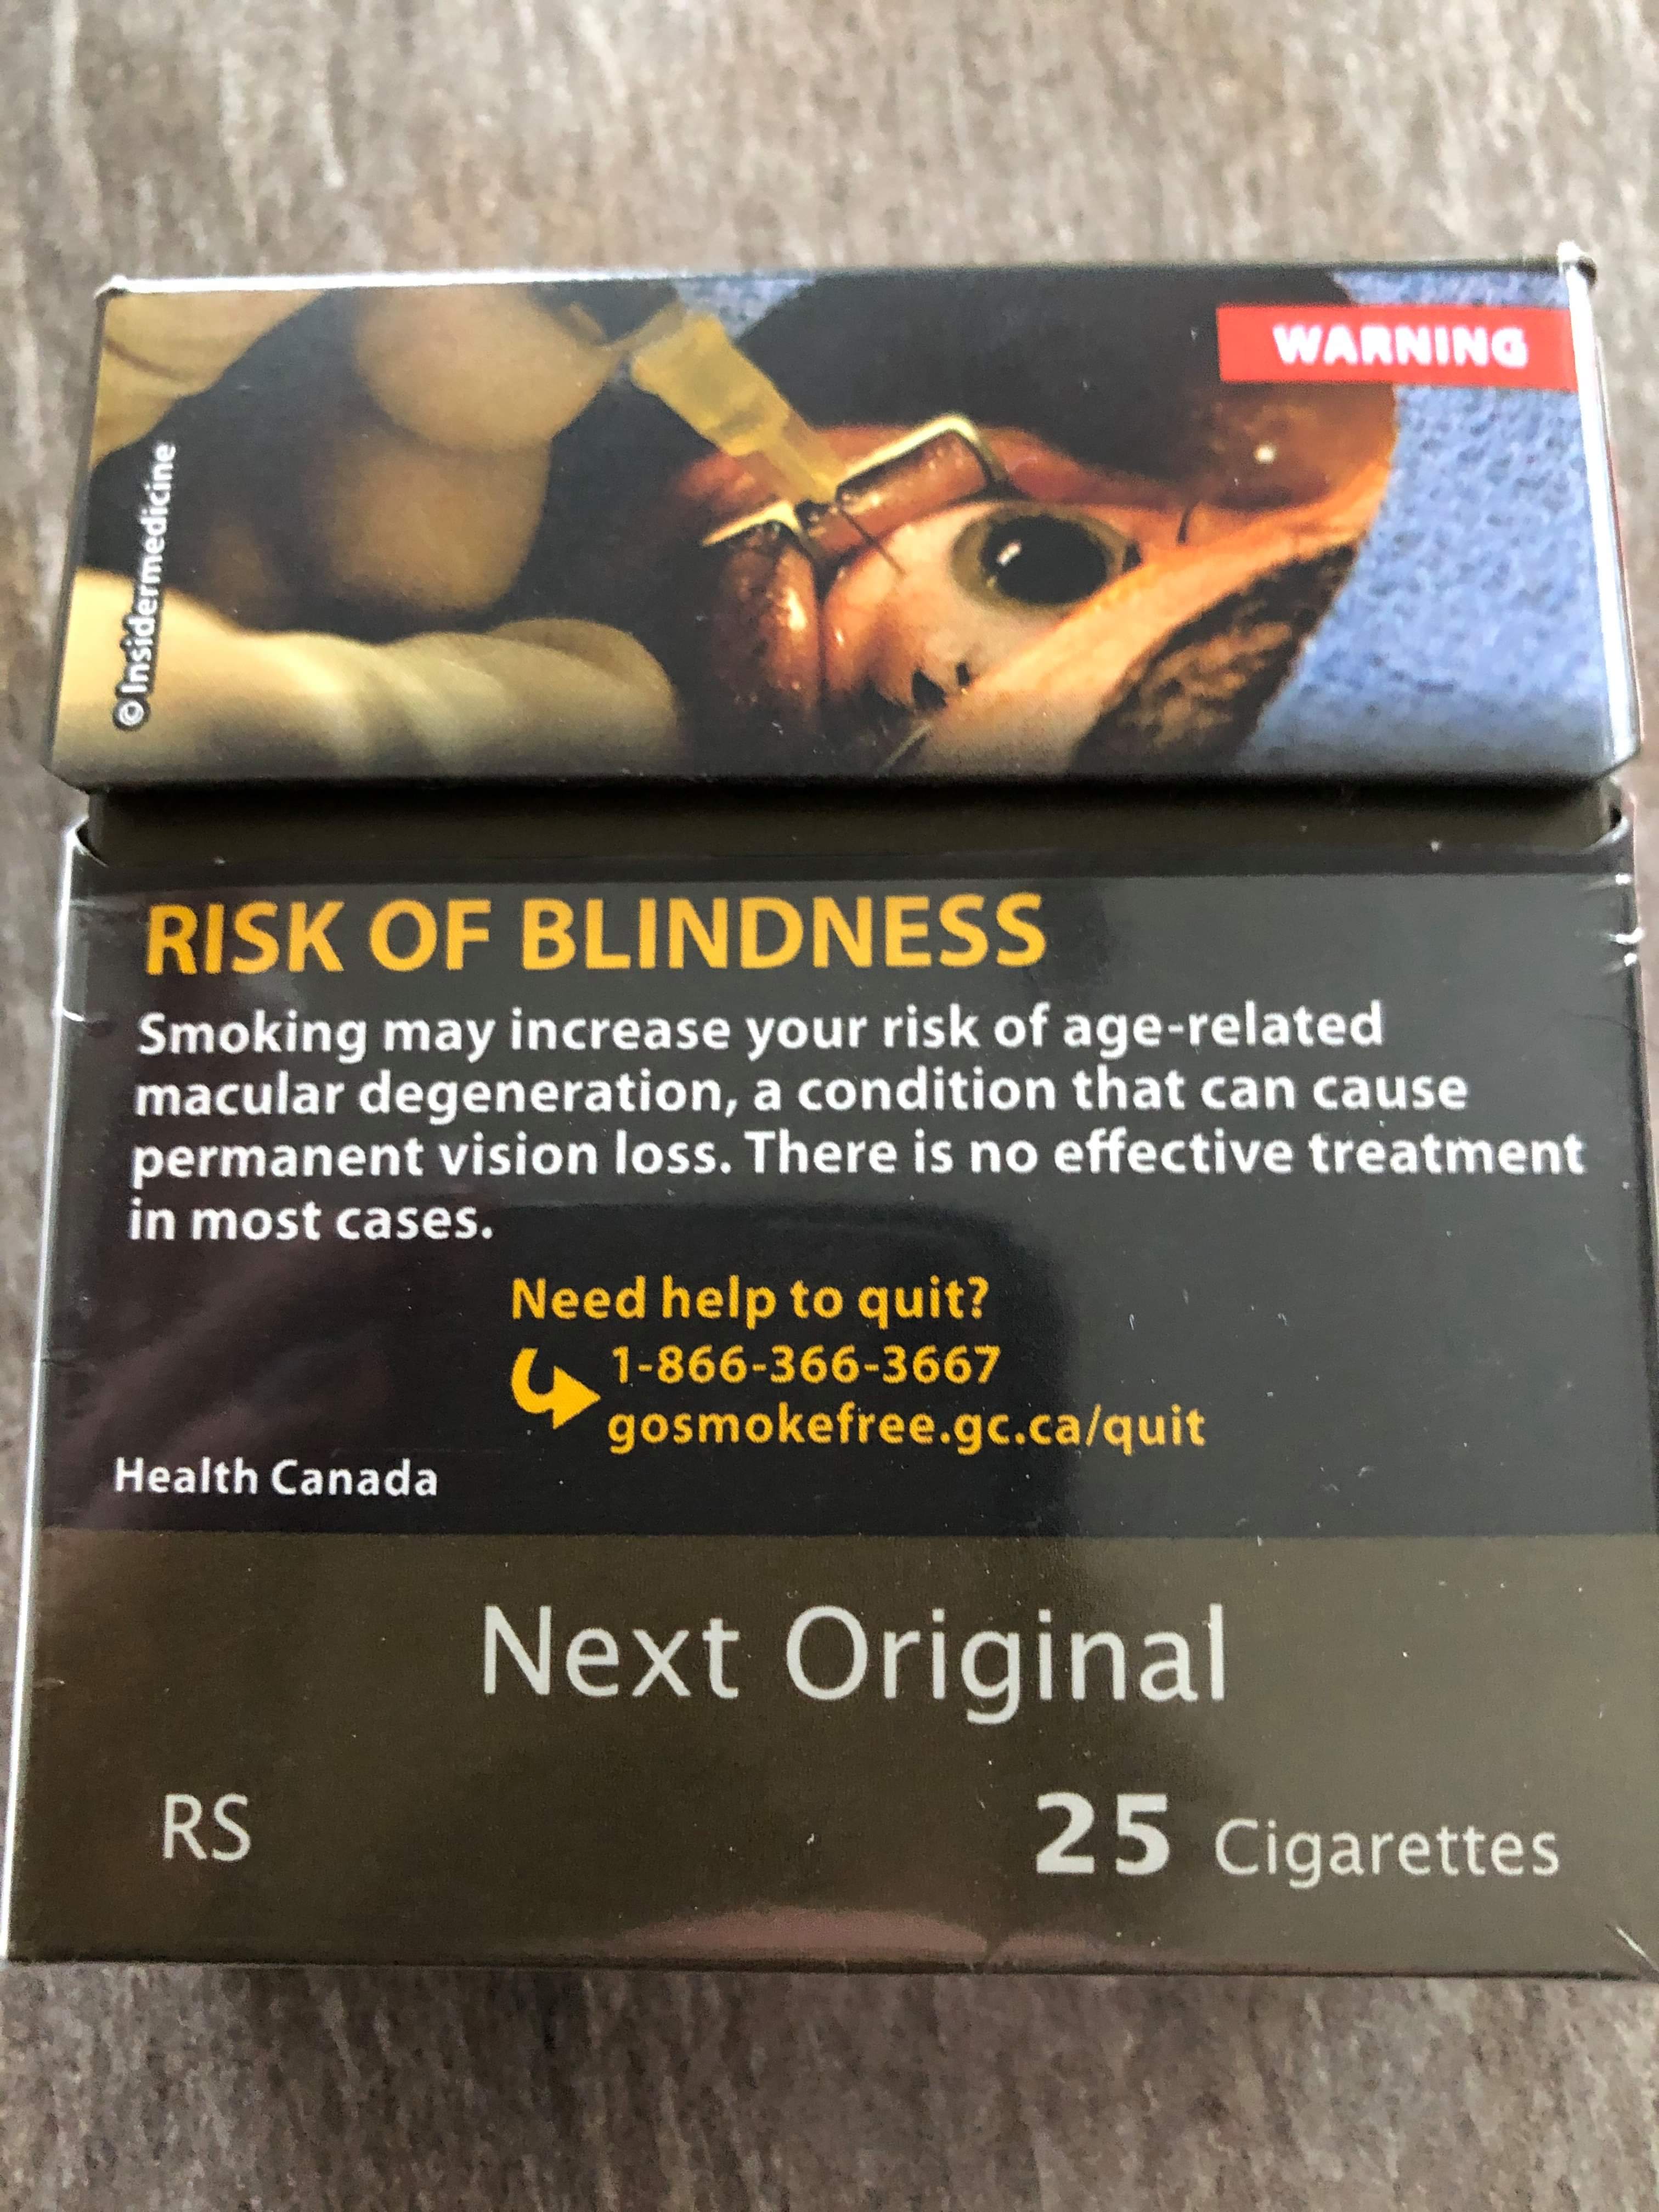 WARNING
©Insidermedicine
RISK OF BLINDNESS
Smoking may increase your risk of age-related
macular degeneration, a condition that can cause
permanent vision loss. There is no effective treatment
in most cases.
Need help to quit?
1-866-366-3667
gosmokefree.gc.ca/quit
Health Canada
Next Original
RS
25 Cigarettes